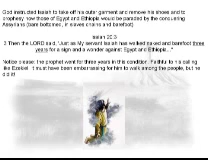 God instructed Isaiah to take off his outer garment and remove his shoes and to
prophesy how those of Egypt and Ethiopia would be paraded by the conquering
Assyrians (bare bottomed, in slaves chains and barefoot)
Isaiah 20:3
3 Then the LORD said, "Just as My servant Isaiah has walked naked and barefoot three
years for a sign and a wonder against Egypt and Ethiopia..."
Notice please: the prophet went for three years in this condition. Faithful to his calling
like Ezekiel. It must have been embarrassing for him to walk among the people, but he
did it!